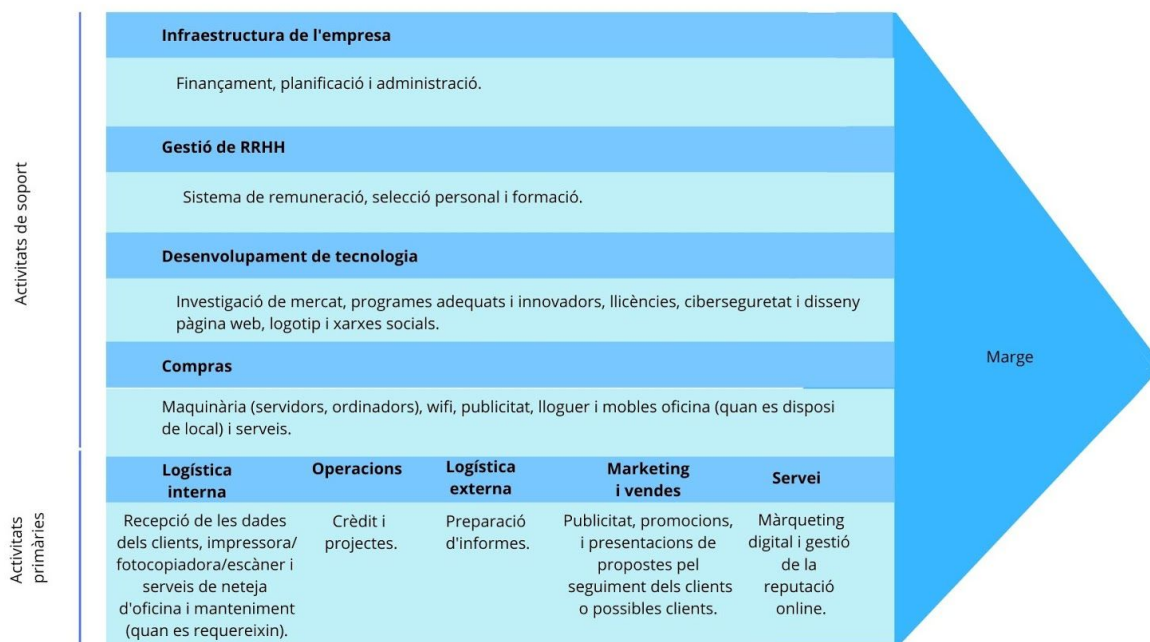 Activitats de soport
Infraestructura de l'empresa
Finançament, planificació i administració.
Gestió de RRHH
Sistema de remuneració, selecció personal i formació.
Desenvolupament de tecnologia
Investigació de mercat, programes adequats i innovadors, llicències, ciberseguretat i disseny
pàgina web, logotip i xarxes socials.
Compras
Maquinària (servidors, ordinadors), wifi, publicitat, lloguer i mobles oficina (quan es disposi
de local) i serveis.
Activitats
primàries
Logística
interna
Recepció de les dades
dels clients, impressora/
fotocopiadora/escàner i
serveis de neteja
d'oficina i manteniment
(quan es requereixin).
Operacions
Crèdit i
projectes.
Logística
externa
Preparació
d'informes.
Marketing
i vendes
Publicitat, promocions,
i presentacions de
propostes pel
seguiment dels clients
o possibles clients.
Servei
Màrqueting
digital i gestió
de la
reputació
online.
Marge